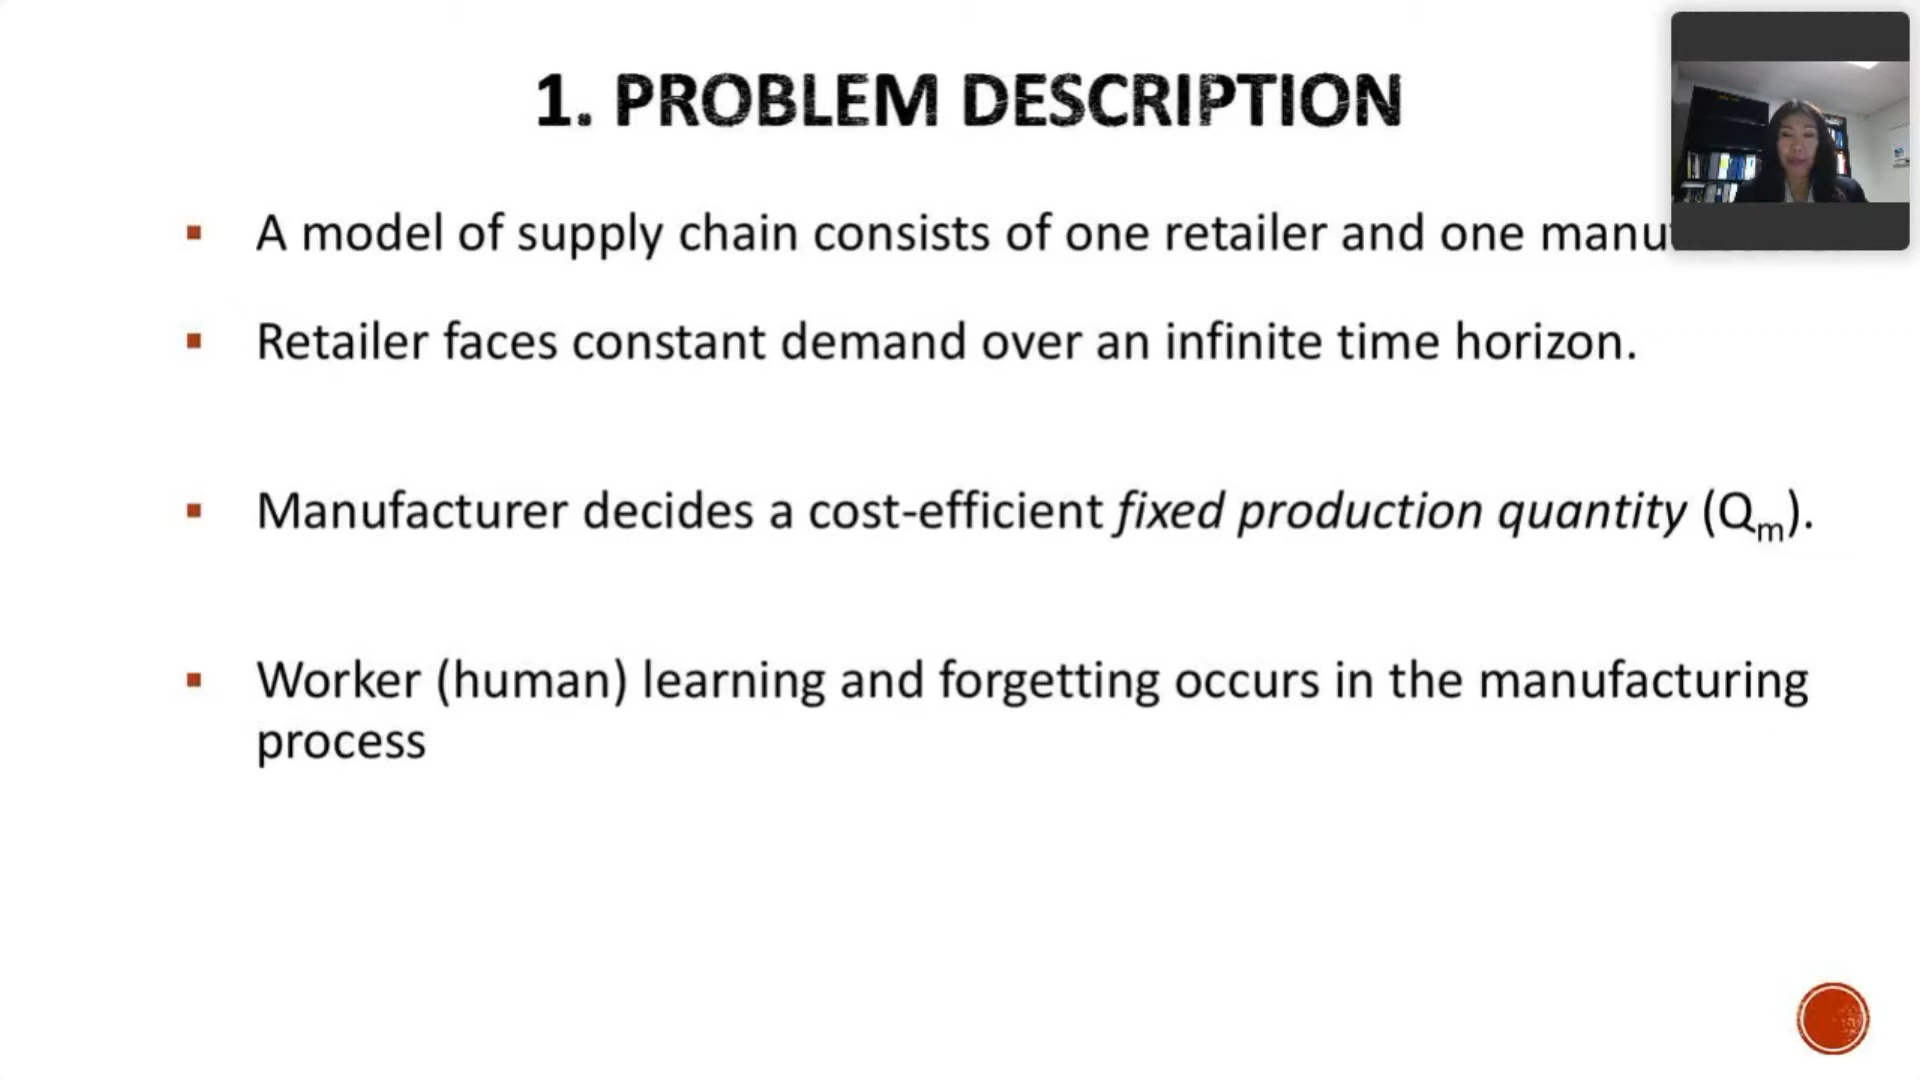 1. PROBLEM DESCRIPTION
▪ A model of supply chain consists of one retailer and one manu
▪ Retailer faces constant demand over an infinite time horizon.
▪ Manufacturer decides a cost-efficient fixed production quantity (Qm).
▪ Worker (human) learning and forgetting occurs in the manufacturing
process